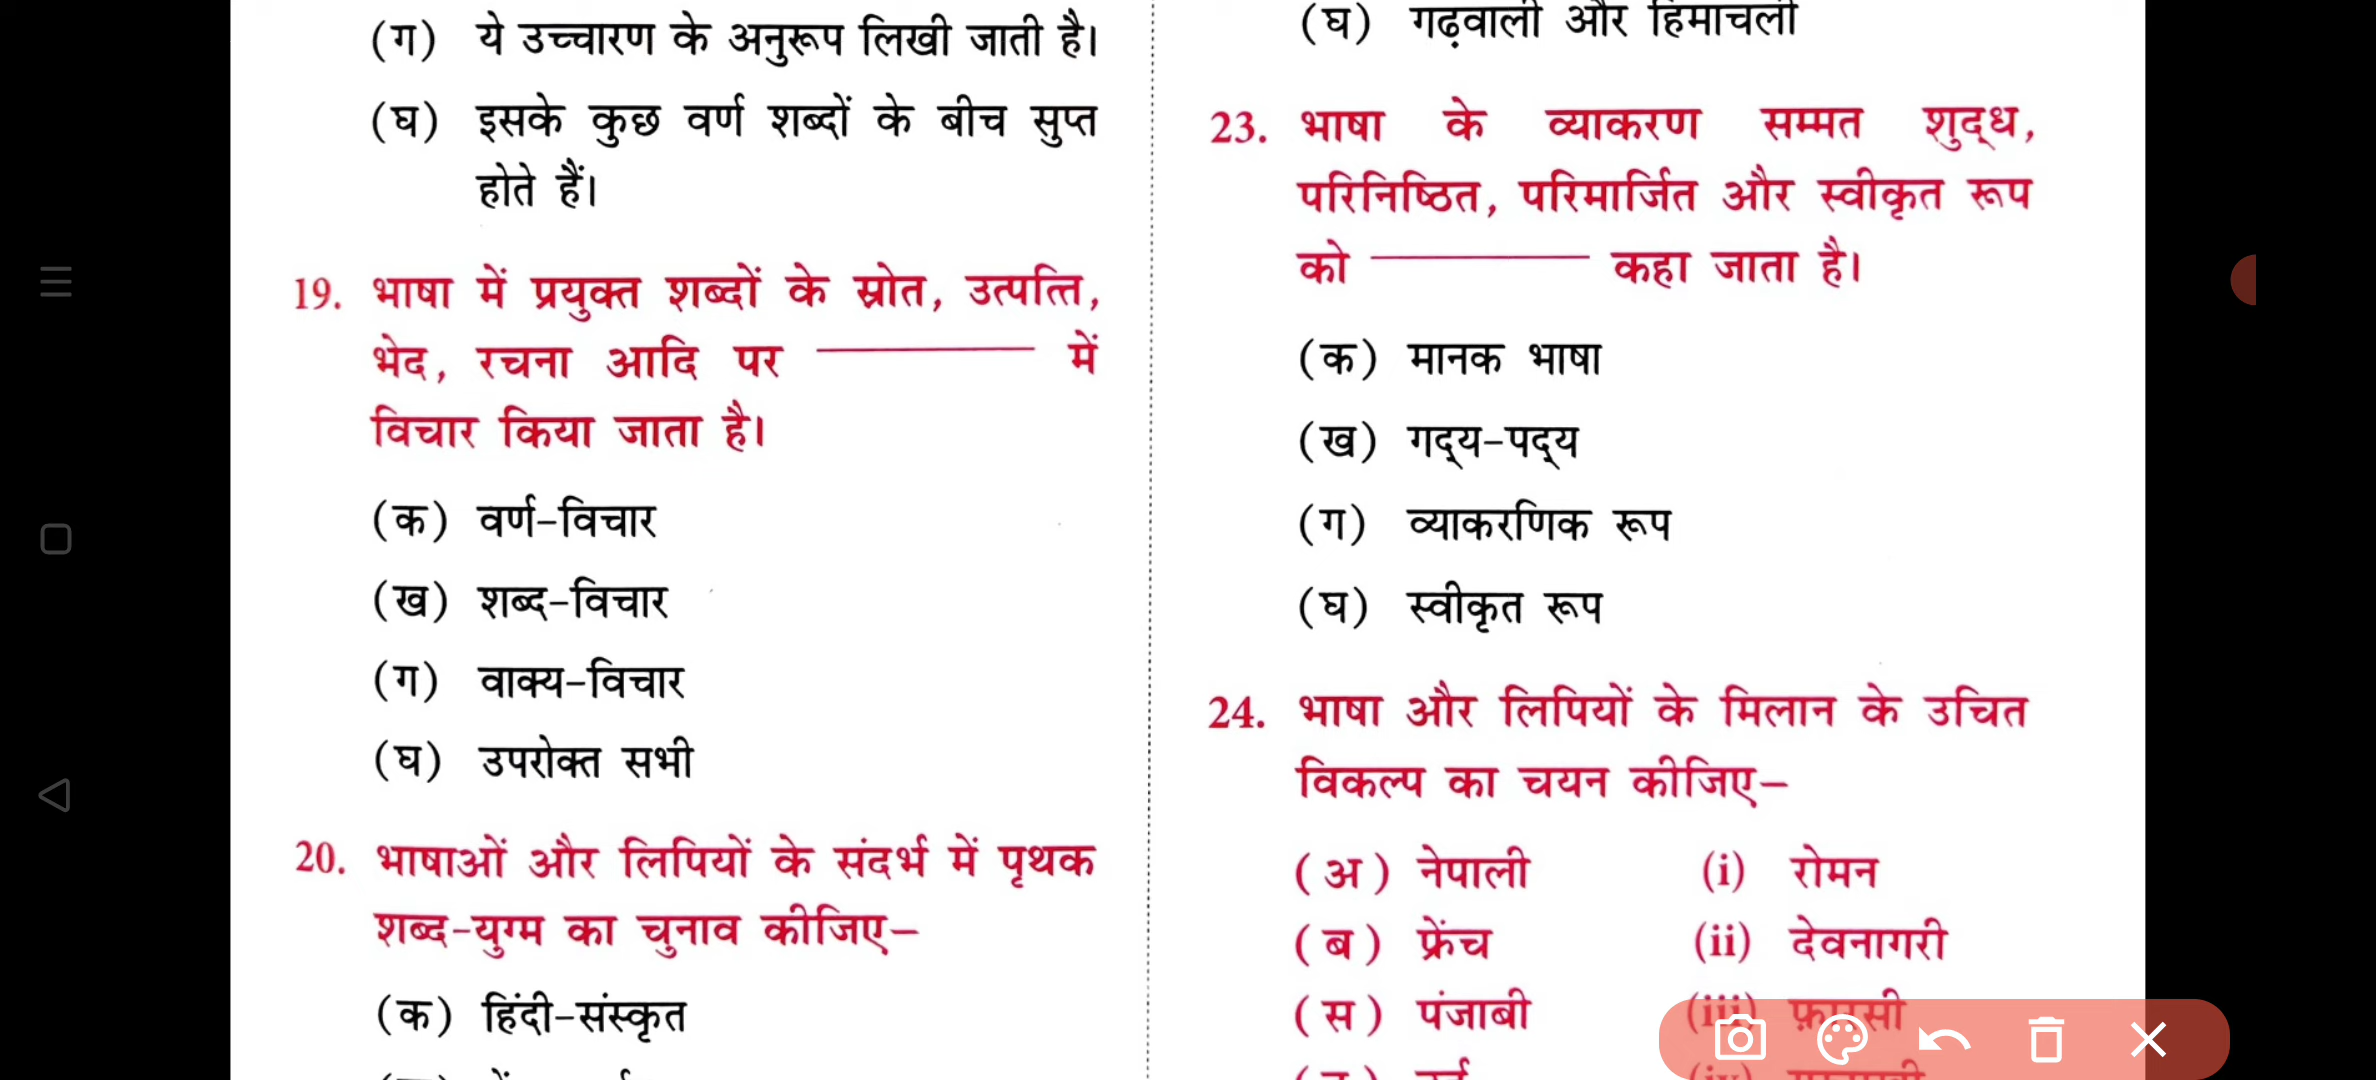 (ग) ये उच्चारण के अनुरूप लिखी जाती है।
(घ) इसके कुछ वर्ण शब्दों के बीच सुप्त
होते हैं।
19. भाषा में प्रयुक्त शब्दों के स्रोत, उत्पत्ति,
भेद, रचना आदि पर ———— में
विचार किया जाता है।
(क) वर्ण-विचार
(ख) शब्द-विचार
(ग) वाक्य-विचार
(घ) उपरोक्त सभी
20. भाषाओं और लिपियों के संदर्भ में पृथक
शब्द-युग्म का चुनाव कीजिए–
(क) हिंदी-संस्कृत
(घ) गढ़वाली और हिमाचली
23. भाषा के व्याकरण सम्मत शुद्ध,
परिनिष्ठित, परिमार्जित और स्वीकृत रूप
को ———— कहा जाता है।
(क) मानक भाषा
(ख) गद्य-पद्य
(ग) व्याकरणिक रूप
(घ) स्वीकृत रूप
24. भाषा और लिपियों के मिलान के उचित
विकल्प का चयन कीजिए–
(अ) नेपाली (i) रोमन
(ब) फ्रेंच (ii) देवनागरी
(स) पंजाबी (iii) फ़ारसी